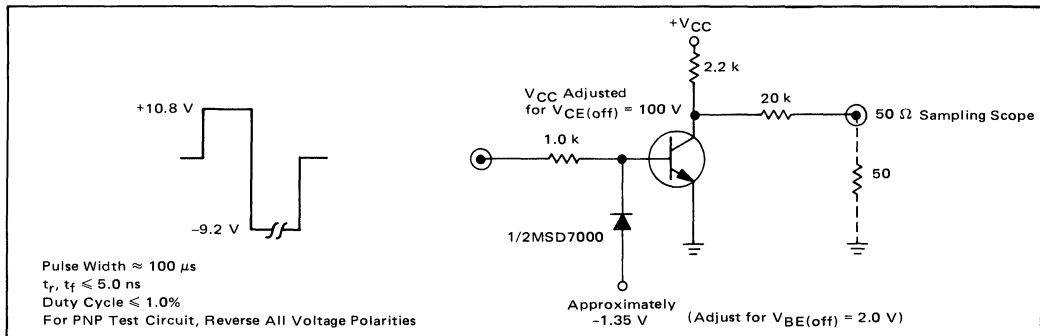 +V_CC
2.2 k
+10.8 V
V_CC Adjusted
for V_CE(off) = 100 V
20 k
50 Ω Sampling Scope
1.0 k
50
−9.2 V
1/2MSD7000
Pulse Width ≈ 100 μs
t_r, t_f ⩽ 5.0 ns
Duty Cycle ⩽ 1.0%
For PNP Test Circuit, Reverse All Voltage Polarities
Approximately
−1.35 V (Adjust for V_BE(off) = 2.0 V)